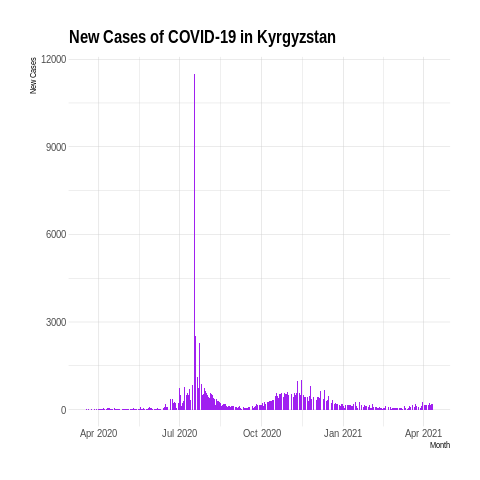 New Cases of COVID-19 in Kyrgyzstan
New Cases
12000
9000
6000
3000
0
Apr 2020 Jul 2020 Oct 2020 Jan 2021 Apr 2021
Month